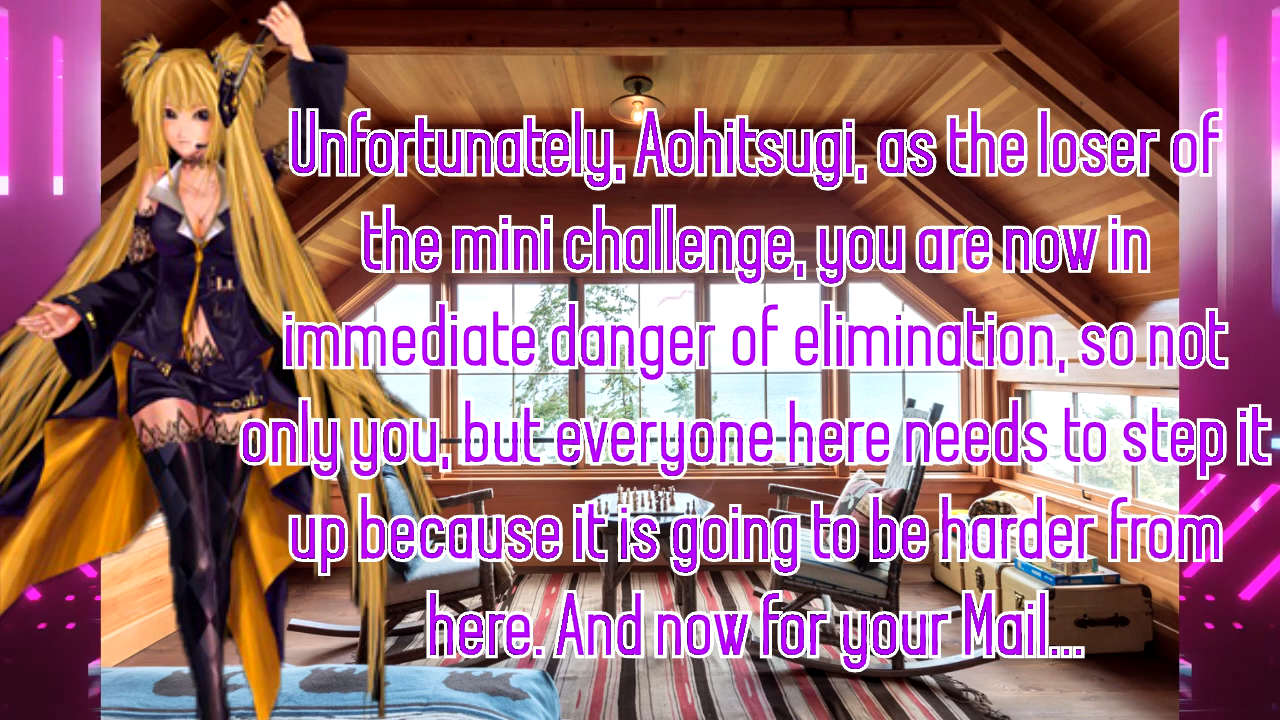 Unfortunately, Aohitsugi, as the loser of
the mini challenge, you are now in
immediate danger of elimination, so not
only you, but everyone here needs to step it
up because it is going to be harder from
here. And now for your Mail...